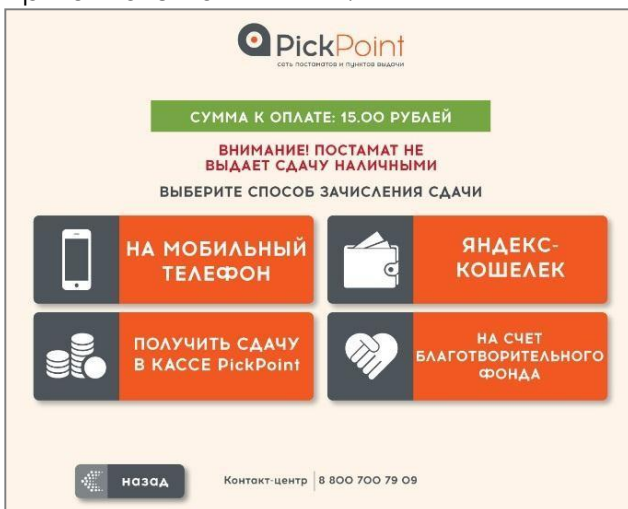 PickPoint
сеть постаматов и пунктов выдачи
СУММА К ОПЛАТЕ: 15.00 РУБЛЕЙ
ВНИМАНИЕ! ПОСТАМАТ НЕ
ВЫДАЕТ СДАЧУ НАЛИЧНЫМИ
ВЫБЕРИТЕ СПОСОБ ЗАЧИСЛЕНИЯ СДАЧИ
НА МОБИЛЬНЫЙ
ТЕЛЕФОН
ЯНДЕКС-
КОШЕЛЕК
ПОЛУЧИТЬ СДАЧУ
В КАССЕ PickPoint
НА СЧЕТ
БЛАГОТВОРИТЕЛЬНОГО
ФОНДА
назад
Контакт-центр 8 800 700 79 09